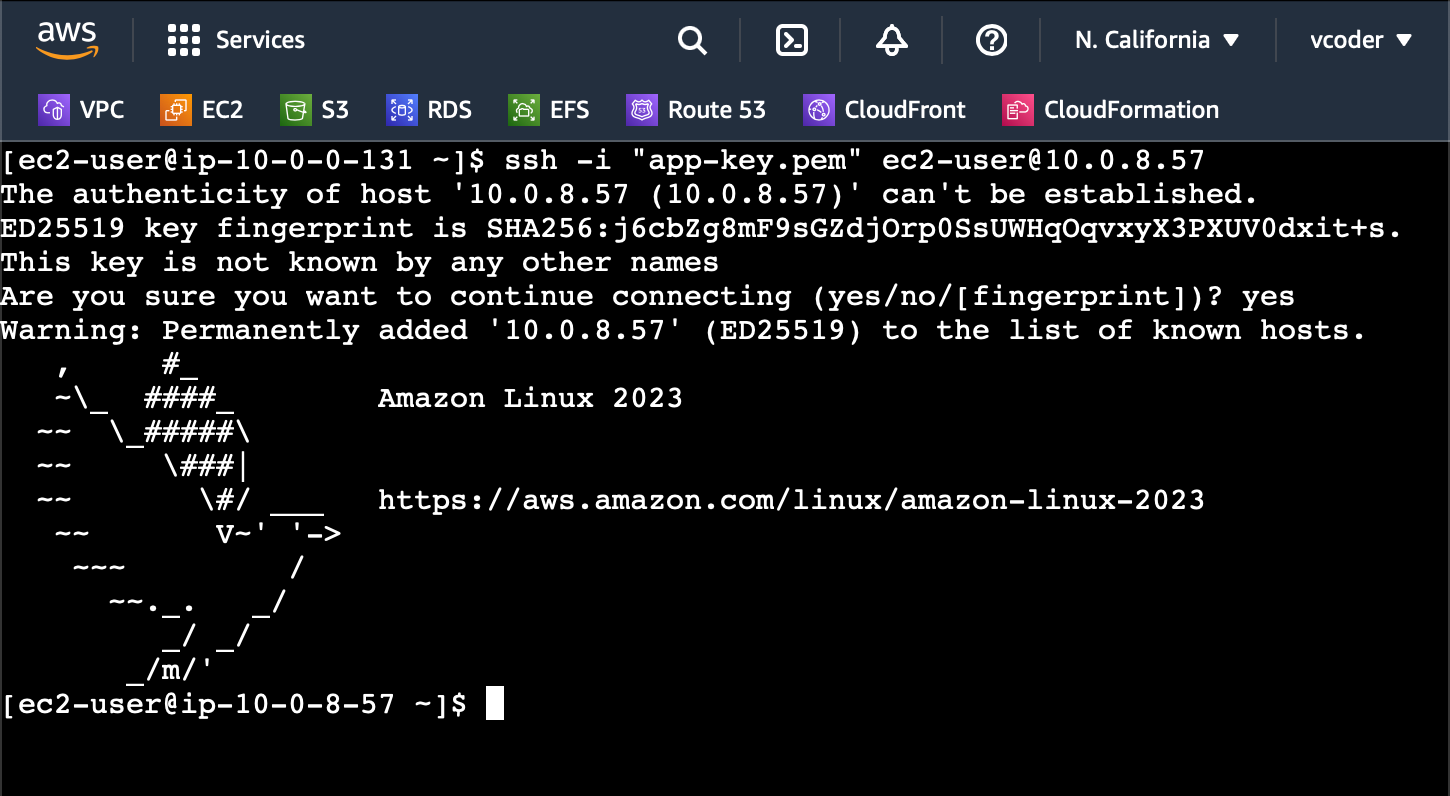 aws Services N. California vcoder
VPC EC2 S3 RDS EFS Route 53 CloudFront CloudFormation
[ec2-user@ip-10-0-0-131 ~]$ ssh -i "app-key.pem" ec2-user@10.0.8.57
The authenticity of host '10.0.8.57 (10.0.8.57)' can't be established.
ED25519 key fingerprint is SHA256:j6cbZg8mF9sGZdjOrp0SsUWHqOqvxyX3PXUV0dxit+s.
This key is not known by any other names
Are you sure you want to continue connecting (yes/no/[fingerprint])? yes
Warning: Permanently added '10.0.8.57' (ED25519) to the list of known hosts.
   ,     #_
   ~\_  ####_        Amazon Linux 2023
  ~~  \_#####\
  ~~     \###|
  ~~       \#/ ___   https://aws.amazon.com/linux/amazon-linux-2023
   ~~       V~' '->
    ~~~         /
      ~~._.   _/
         _/ _/
       _/m/'
[ec2-user@ip-10-0-8-57 ~]$